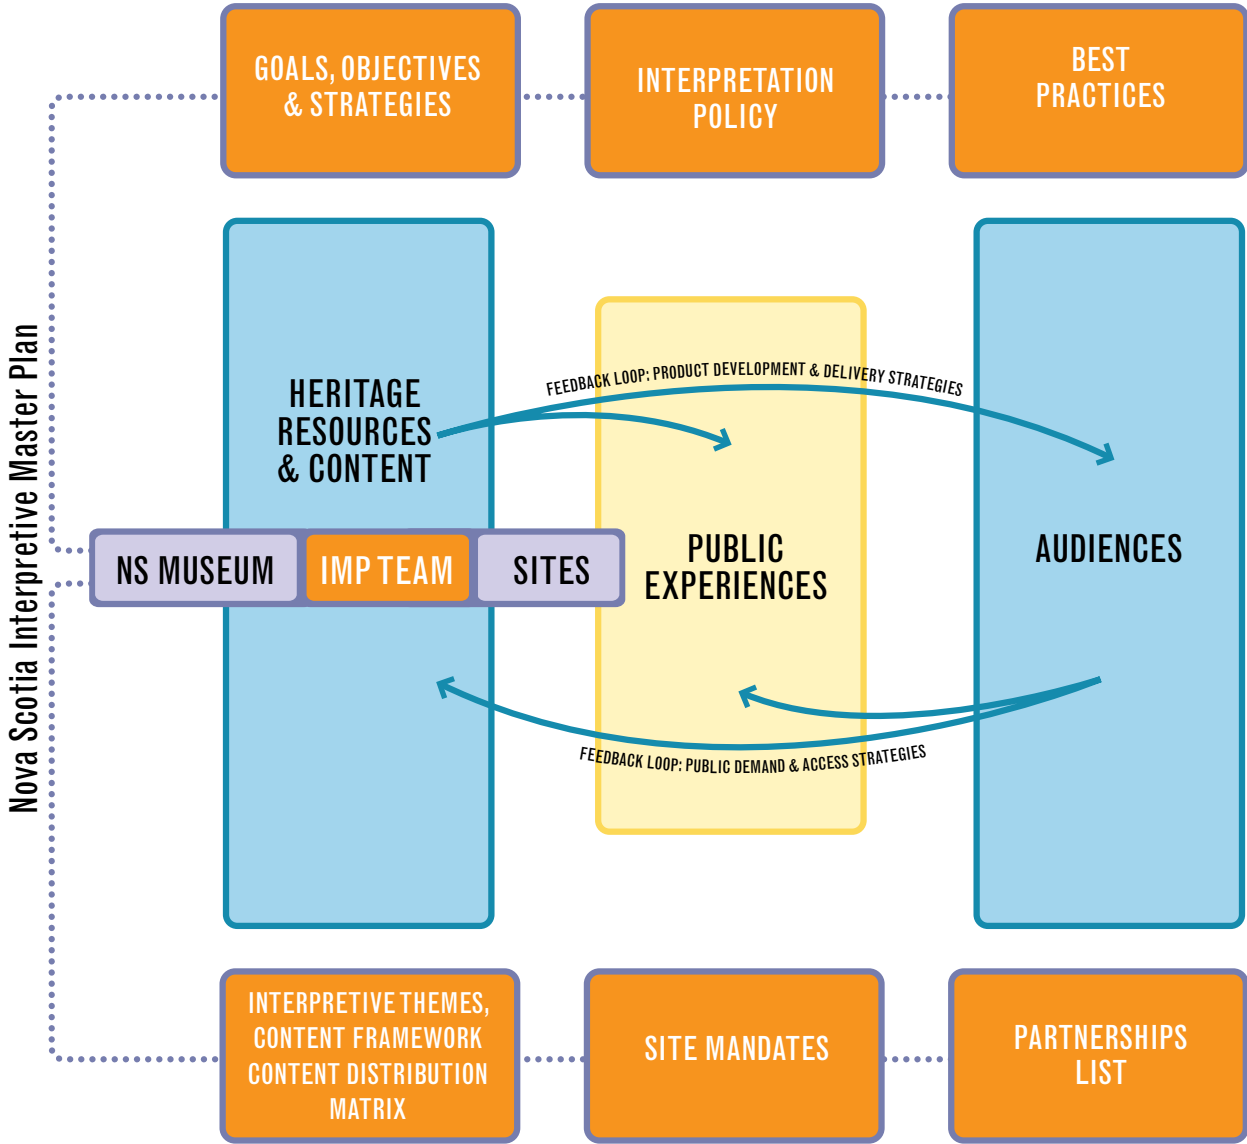 GOALS, OBJECTIVES
& STRATEGIES
INTERPRETATION
POLICY
BEST
PRACTICES
Nova Scotia Interpretive Master Plan
HERITAGE
RESOURCES
& CONTENT
FEEDBACK LOOP: PRODUCT DEVELOPMENT & DELIVERY STRATEGIES
NS MUSEUM
IMP TEAM
SITES
PUBLIC
EXPERIENCES
AUDIENCES
FEEDBACK LOOP: PUBLIC DEMAND & ACCESS STRATEGIES
INTERPRETIVE THEMES,
CONTENT FRAMEWORK
CONTENT DISTRIBUTION
MATRIX
SITE MANDATES
PARTNERSHIPS
LIST